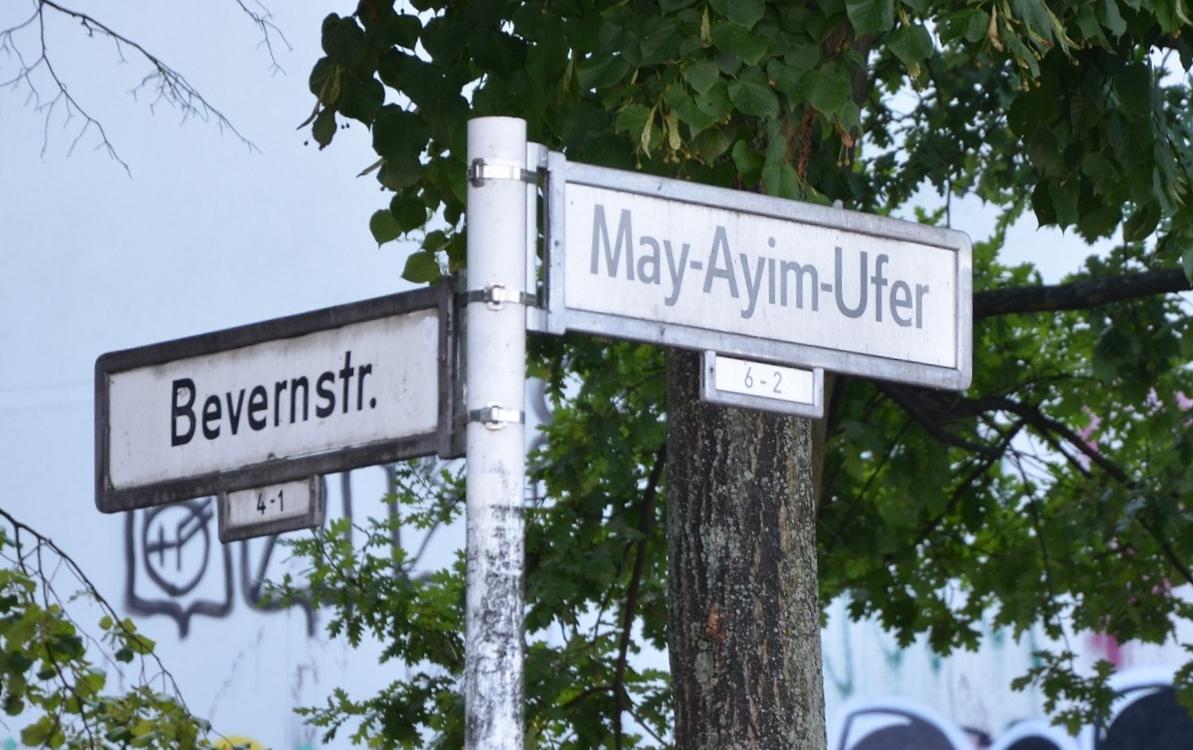 May-Ayim-Ufer
6-2
Bevernstr.
4-1